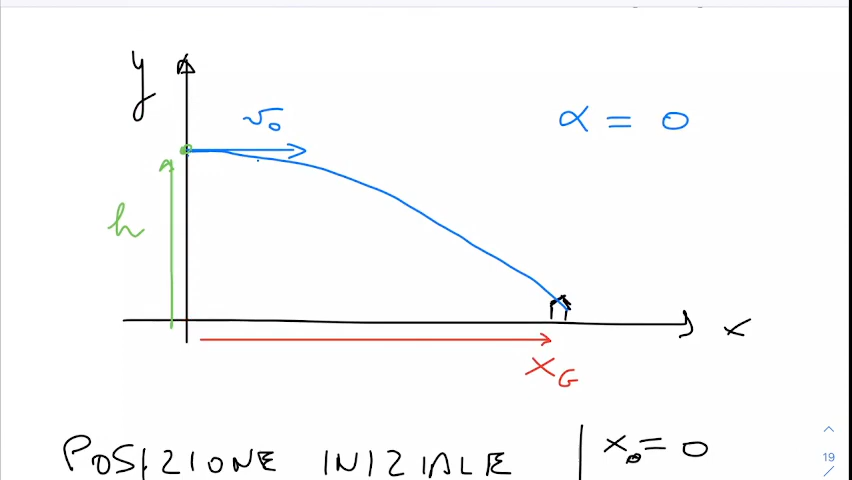 y
v₀
α = 0
h
x
X_G
POSIZIONE INIZIALE
x₀ = 0
19